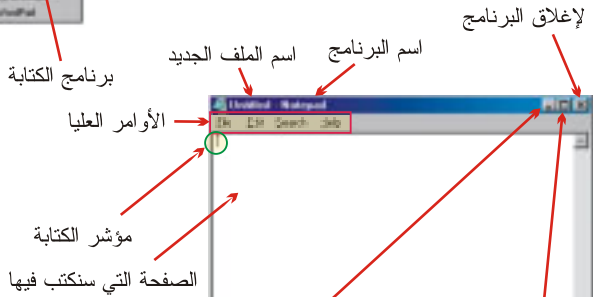 لإغلاق البرنامج
اسم البرنامج
اسم الملف الجديد
برنامج الكتابة
Untitled - Notepad
الأوامر العليا
File Edit Search Help
مؤشر الكتابة
الصفحة التي سنكتب فيها